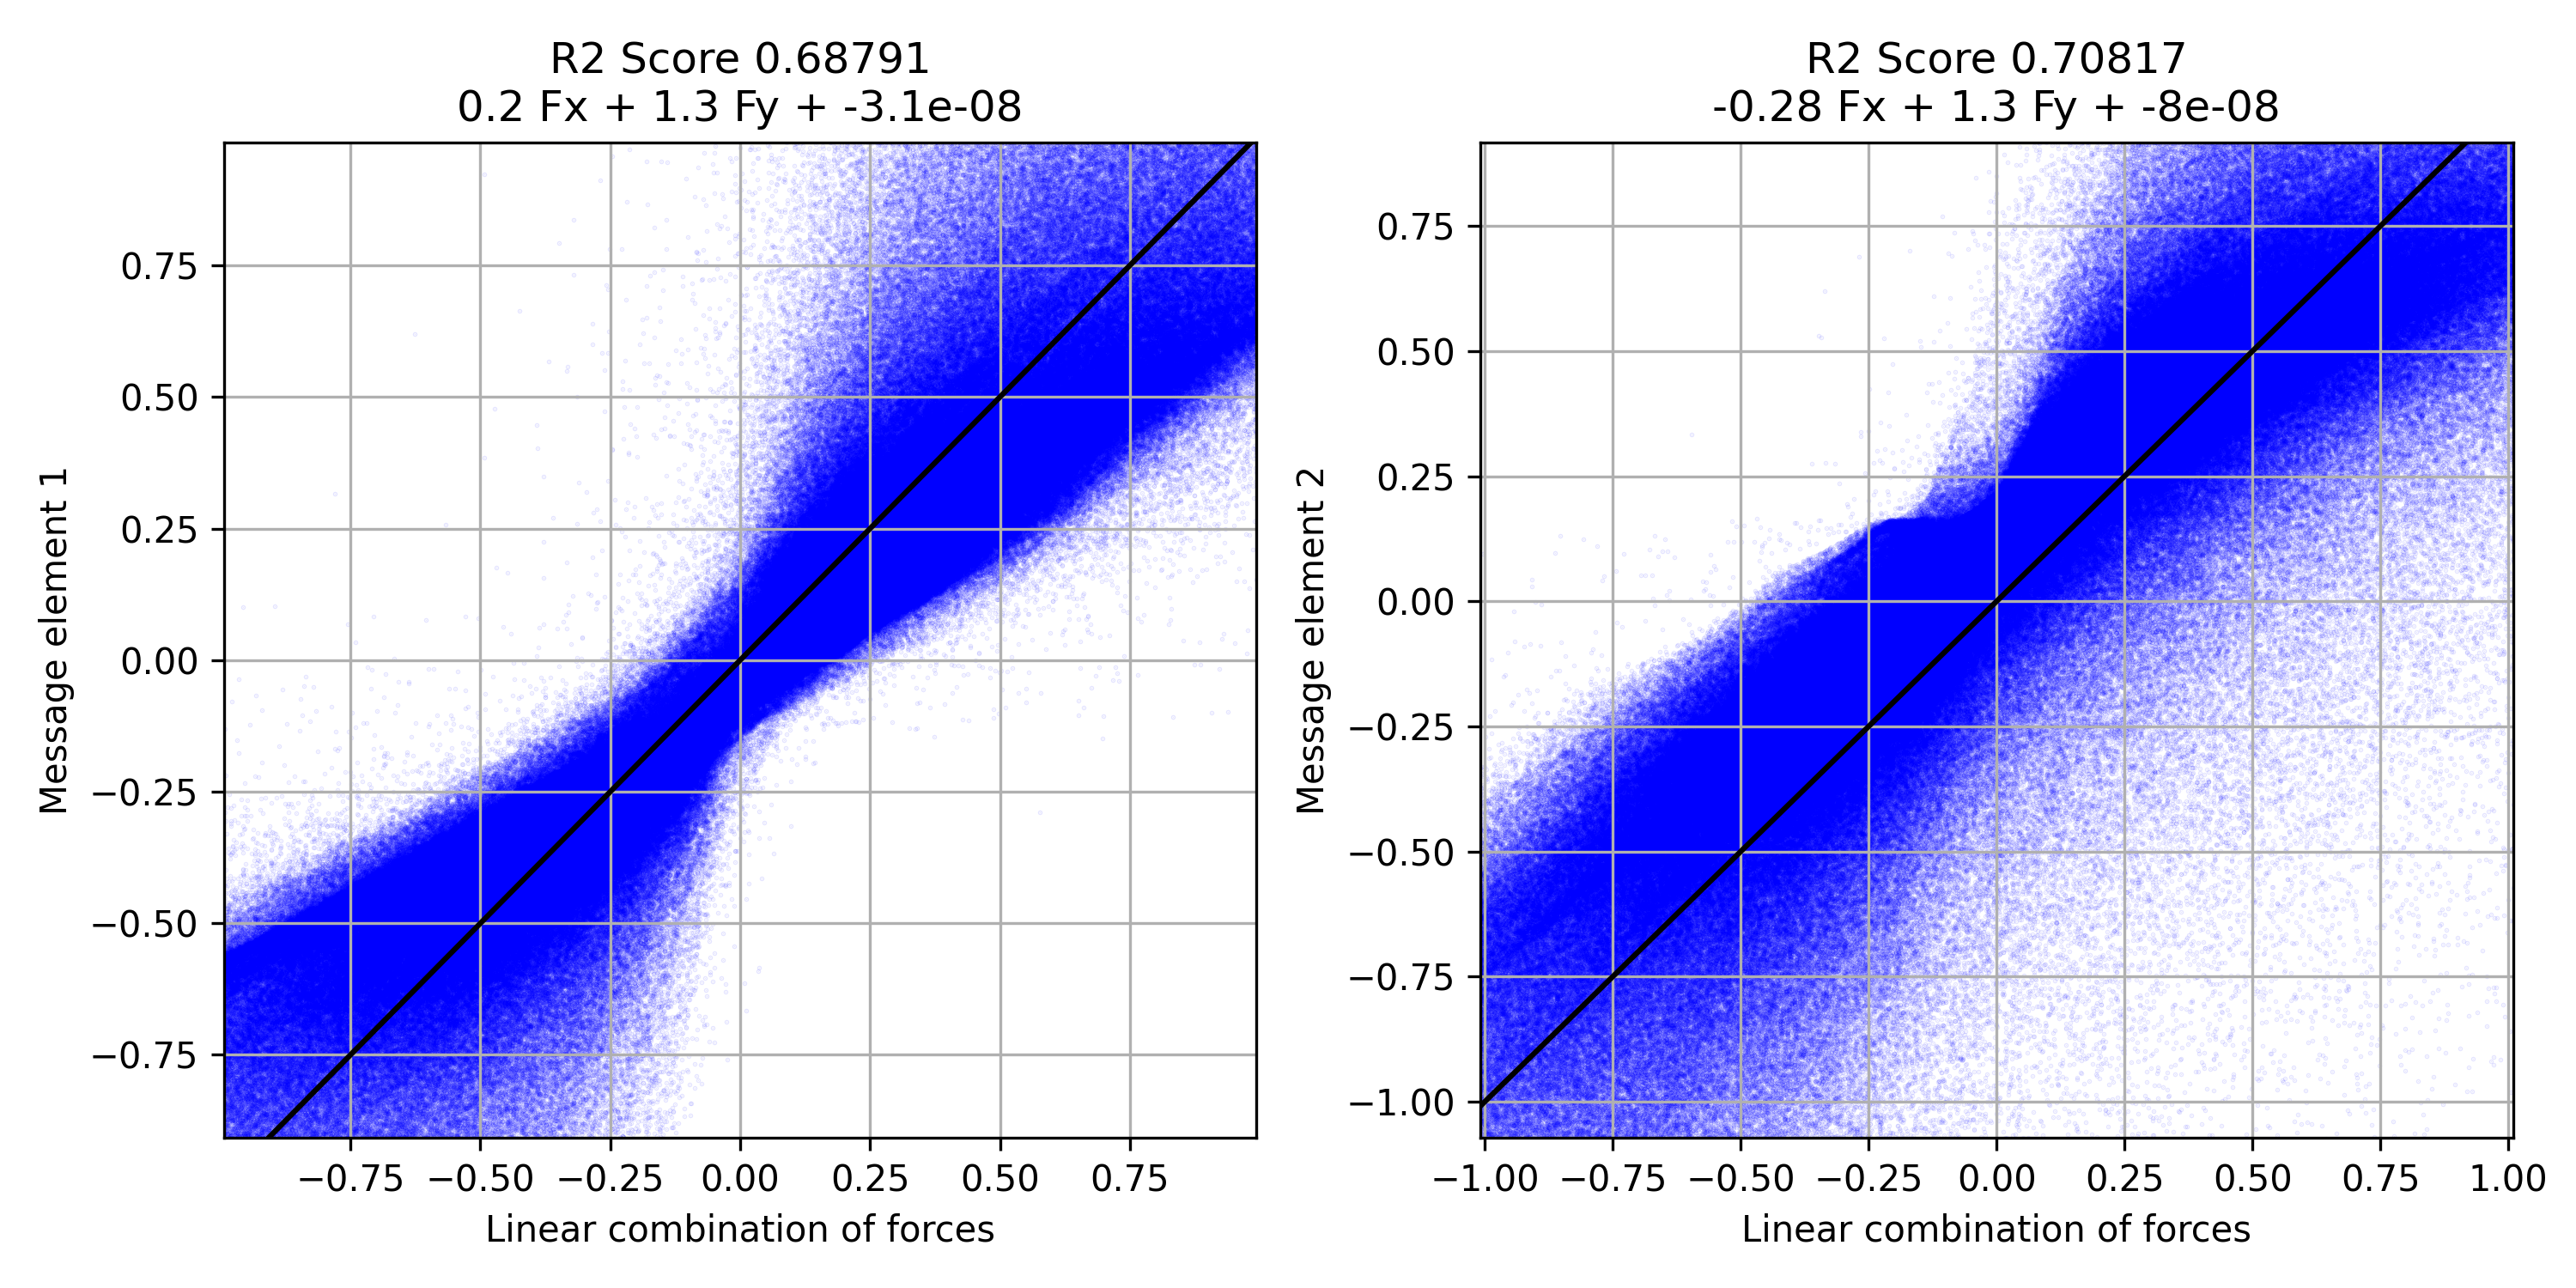 R2 Score 0.68791
0.2 Fx + 1.3 Fy + -3.1e-08
Message element 1
0.75
0.50
0.25
0.00
−0.25
−0.50
−0.75
−0.75 −0.50 −0.25 0.00 0.25 0.50 0.75
Linear combination of forces
R2 Score 0.70817
-0.28 Fx + 1.3 Fy + -8e-08
Message element 2
0.75
0.50
0.25
0.00
−0.25
−0.50
−0.75
−1.00
−1.00 −0.75 −0.50 −0.25 0.00 0.25 0.50 0.75 1.00
Linear combination of forces